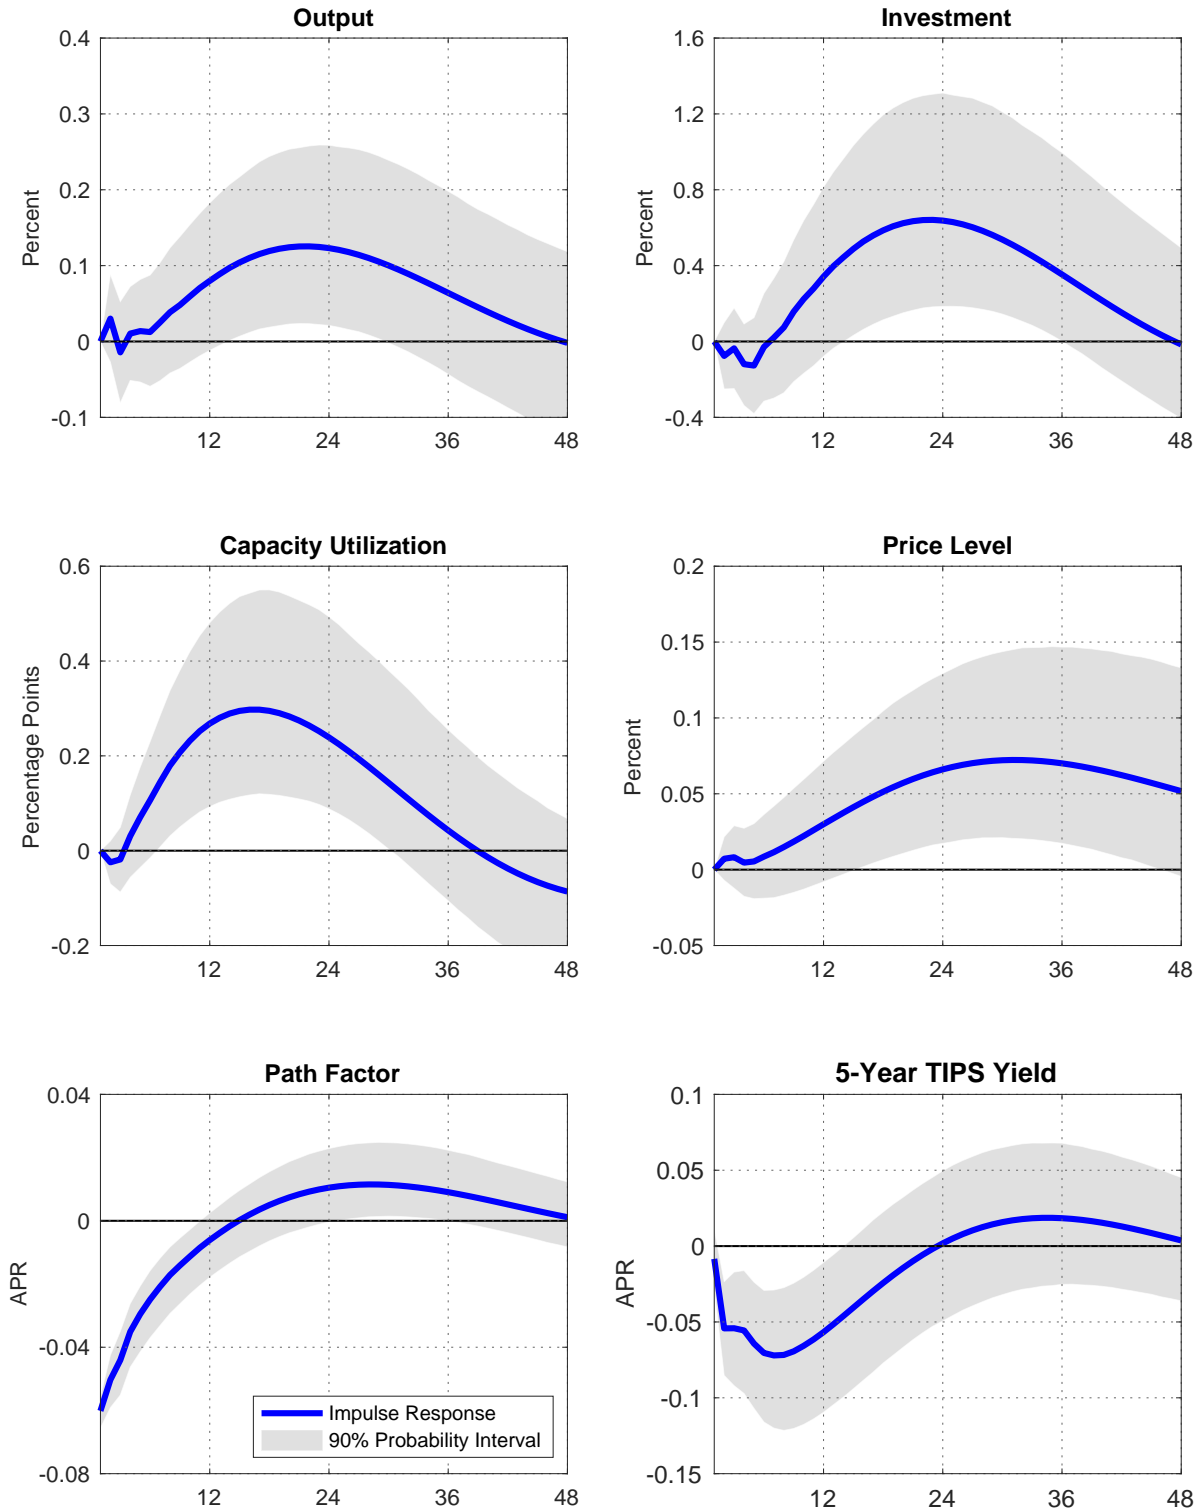 Output
0.4
0.3
0.2
0.1
0
-0.1
Percent
12 24 36 48
Investment
1.6
1.2
0.8
0.4
0
-0.4
Percent
12 24 36 48
Capacity Utilization
0.6
0.4
0.2
0
-0.2
Percentage Points
12 24 36 48
Price Level
0.2
0.15
0.1
0.05
0
-0.05
Percent
12 24 36 48
Path Factor
0.04
0
-0.04
-0.08
APR
Impulse Response
90% Probability Interval
12 24 36 48
5-Year TIPS Yield
0.1
0.05
0
-0.05
-0.1
-0.15
APR
12 24 36 48